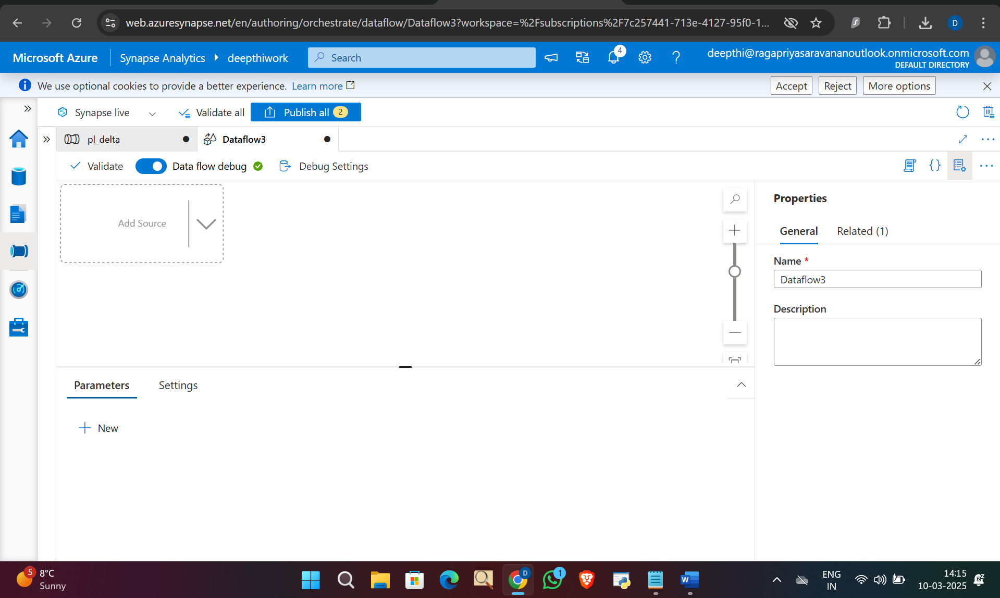 web.azuresynapse.net/en/authoring/orchestrate/dataflow/Dataflow3?workspace=%2Fsubscriptions%2F7c257441-713e-4127-95f0-1...
D
Microsoft Azure
Synapse Analytics
deepthiwork
Search
4
deepthi@ragapriyasaravananoutlook.onmicrosoft.com
DEFAULT DIRECTORY
We use optional cookies to provide a better experience. Learn more
Accept
Reject
More options
Synapse live
Validate all
Publish all 2
pl_delta
Dataflow3
Validate
Data flow debug
Debug Settings
Add Source
Properties
General
Related (1)
Name *
Dataflow3
Description
Parameters
Settings
New
5
8°C
Sunny
D
1
W
ENG
IN
14:15
10-03-2025